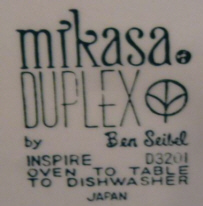 mikasa.
DUPLEX
by Ben Seibel
INSPIRE D3201
OVEN TO TABLE
TO DISHWASHER
JAPAN